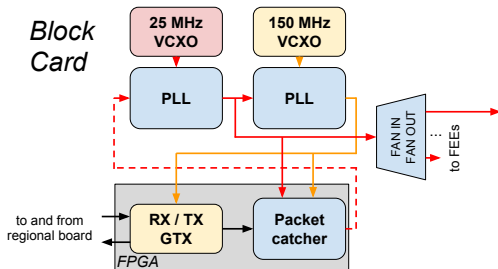 Block
Card
25 MHz
VCXO
150 MHz
VCXO
PLL
PLL
FAN IN
FAN OUT
...
to FEEs
to and from
regional board
RX / TX
GTX
Packet
catcher
FPGA